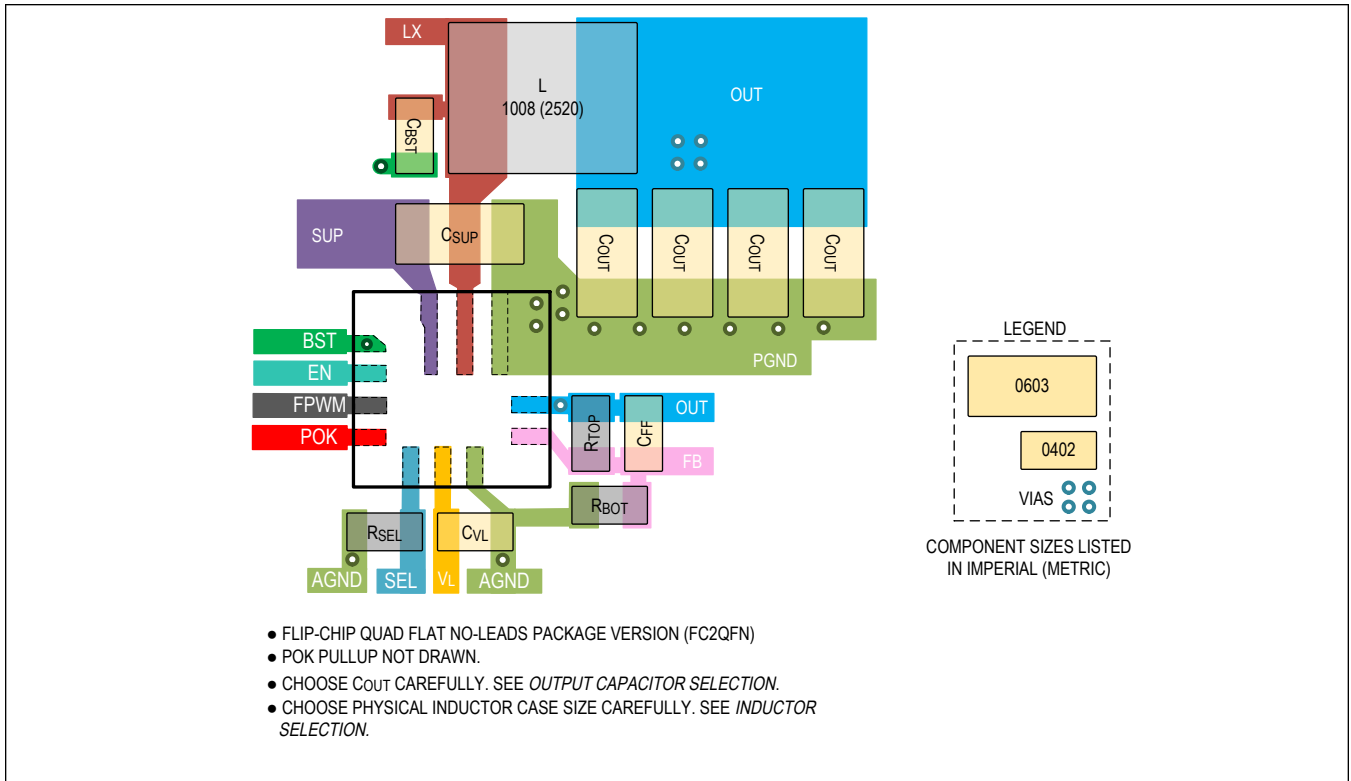 LX
L
1008 (2520)
OUT
CBST
SUP
CSUP
COUT
COUT
COUT
COUT
BST
EN
FPWM
POK
PGND
OUT
RTOP
CFF
FB
RBOT
RSEL
CVL
AGND
SEL
VL
AGND
LEGEND
0603
0402
VIAS
COMPONENT SIZES LISTED
IN IMPERIAL (METRIC)
● FLIP-CHIP QUAD FLAT NO-LEADS PACKAGE VERSION (FC2QFN)
● POK PULLUP NOT DRAWN.
● CHOOSE COUT CAREFULLY. SEE OUTPUT CAPACITOR SELECTION.
● CHOOSE PHYSICAL INDUCTOR CASE SIZE CAREFULLY. SEE INDUCTOR
SELECTION.